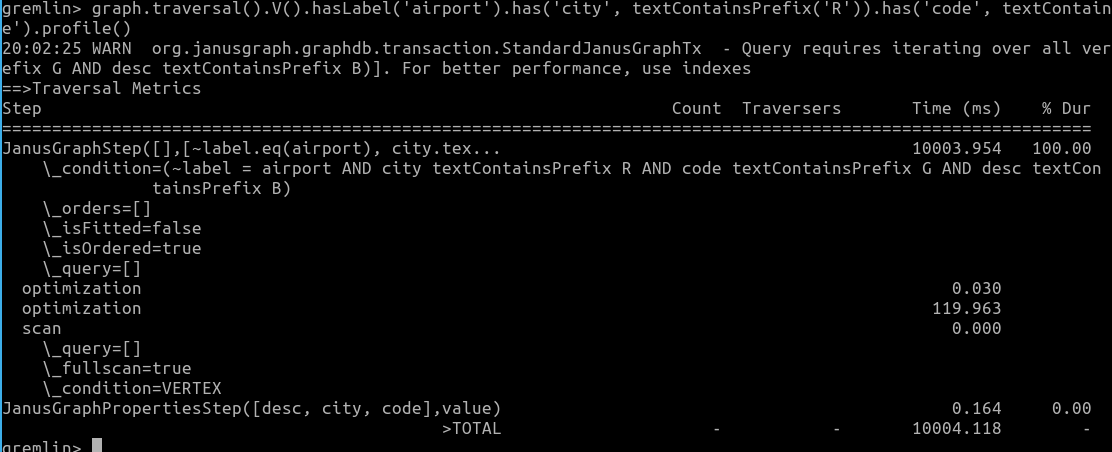 gremlin> graph.traversal().V().hasLabel('airport').has('city', textContainsPrefix('R')).has('code', textContain
e').profile()
20:02:25 WARN  org.janusgraph.graphdb.transaction.StandardJanusGraphTx  - Query requires iterating over all ver
efix G AND desc textContainsPrefix B)]. For better performance, use indexes
==>Traversal Metrics
Step                                                               Count  Traversers       Time (ms)    % Dur
=============================================================================================================
JanusGraphStep([],[~label.eq(airport), city.tex...                                         10003.954   100.00
    \_condition=(~label = airport AND city textContainsPrefix R AND code textContainsPrefix G AND desc textCon
               tainsPrefix B)
    \_orders=[]
    \_isFitted=false
    \_isOrdered=true
    \_query=[]
  optimization                                                                                 0.030
  optimization                                                                               119.963
  scan                                                                                         0.000
    \_query=[]
    \_fullscan=true
    \_condition=VERTEX
JanusGraphPropertiesStep([desc, city, code],value)                                             0.164     0.00
                                            >TOTAL                     -           -       10004.118        -
gremlin>